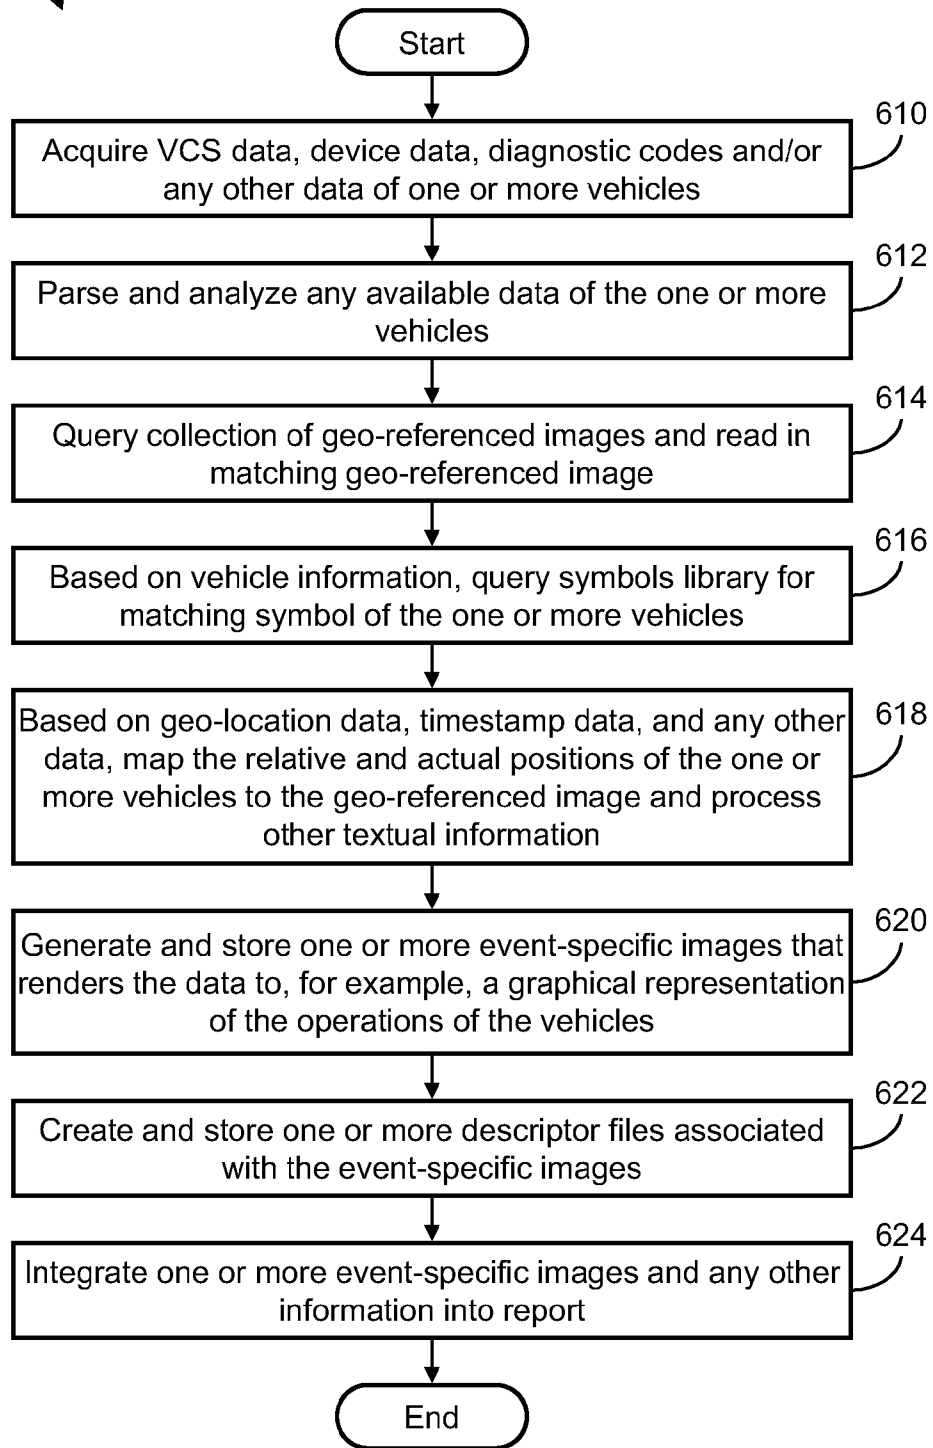 Start
610
Acquire VCS data, device data, diagnostic codes and/or
any other data of one or more vehicles
612
Parse and analyze any available data of the one or more
vehicles
614
Query collection of geo-referenced images and read in
matching geo-referenced image
616
Based on vehicle information, query symbols library for
matching symbol of the one or more vehicles
618
Based on geo-location data, timestamp data, and any other
data, map the relative and actual positions of the one or
more vehicles to the geo-referenced image and process
other textual information
620
Generate and store one or more event-specific images that
renders the data to, for example, a graphical representation
of the operations of the vehicles
622
Create and store one or more descriptor files associated
with the event-specific images
624
Integrate one or more event-specific images and any other
information into report
End